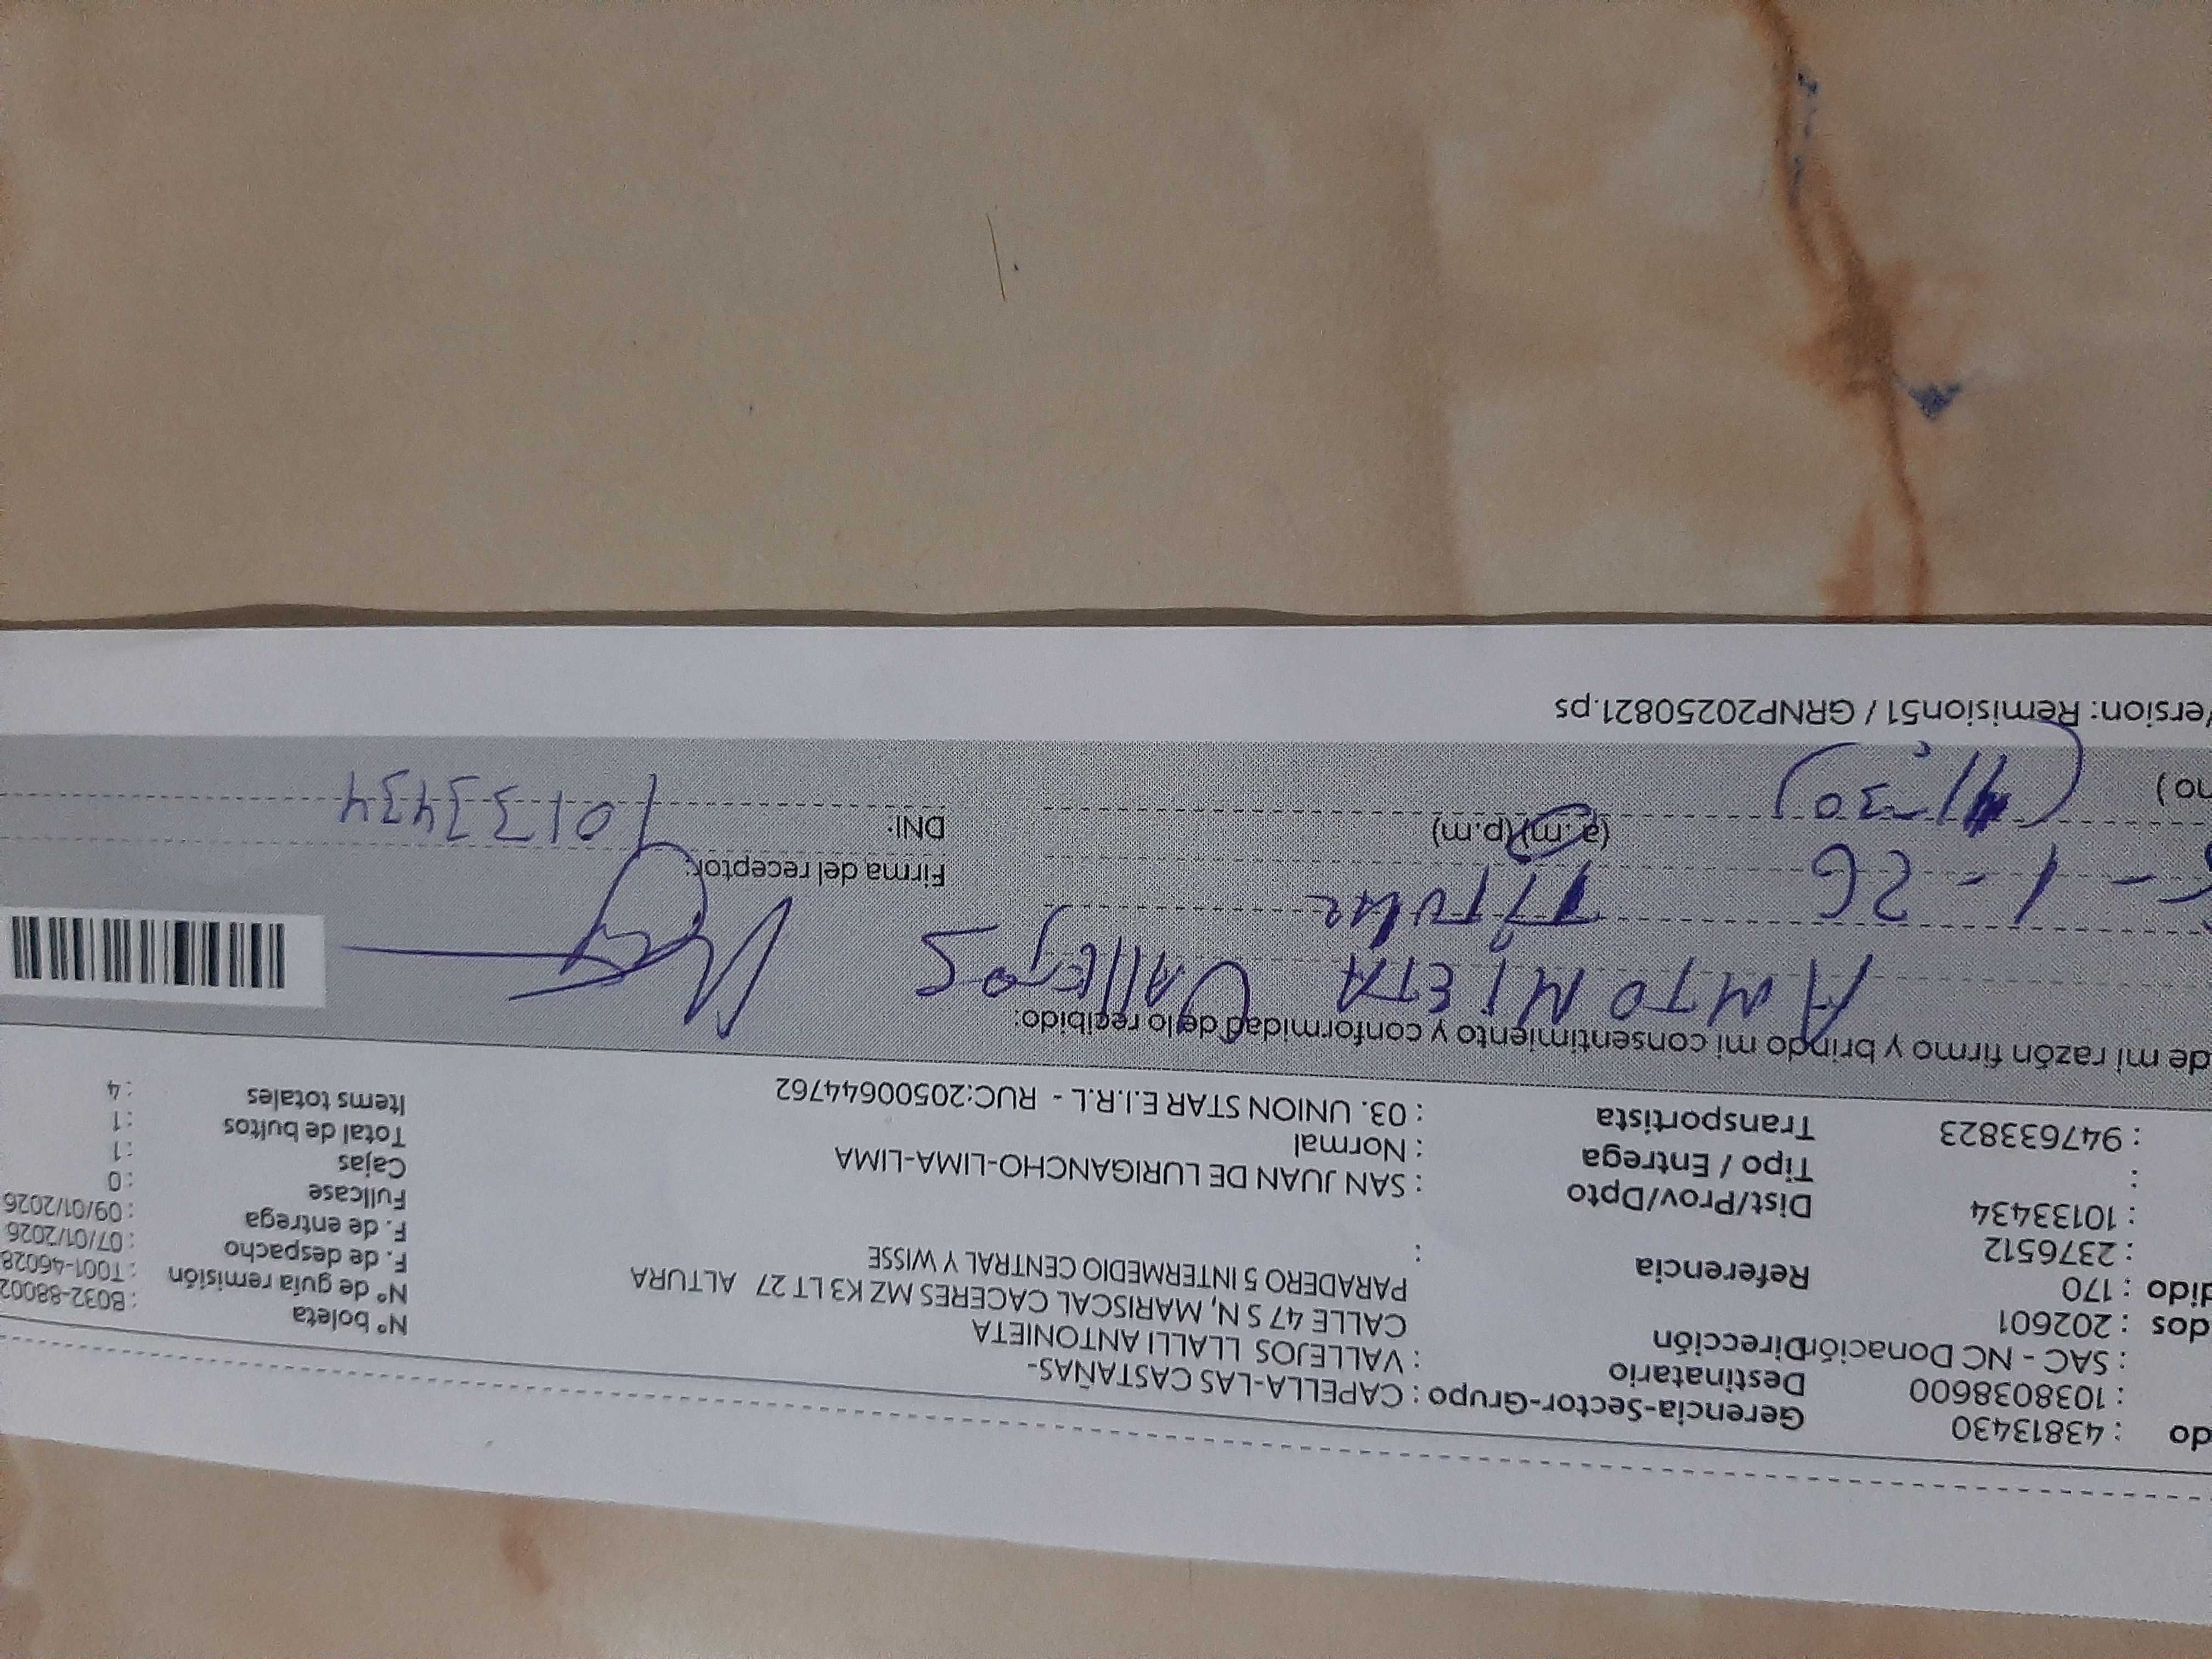 do : 43813430 Gerencia-Sector-Grupo : CAPELLA-LAS CASTAÑAS-
: 1038038600 Destinatario : VALLEJOS LLALLI ANTONIETA Nº boleta : B032-88002
: SAC - NC Donación Dirección CALLE 47 S N, MARISCAL CACERES MZ K3 LT 27 ALTURA Nº de guía remisión : T001-46028
dos : 202601 PARADERO 5 INTERMEDIO CENTRAL Y WISSE F. de despacho : 07/01/2026
dido : 170 Referencia : F. de entrega : 09/01/2026
: 2376512 Fullcase : 0
: 10133434 Dist/Prov/Dpto : SAN JUAN DE LURIGANCHO-LIMA-LIMA Cajas : 1
: Tipo / Entrega : Normal Total de bultos : 1
: 947633823 Transportista : 03. UNION STAR E.I.R.L - RUC:20500644762 Items totales : 4
de mi razón firmo y brindo mi consentimiento y conformidad de lo recibido:
ANTONIETA VALLEJOS
- 1 - 26 Firma del receptor:
no ) (a.m)(p.m) DNI: 10133434
Version: Remision51 / GRNP20250821.ps